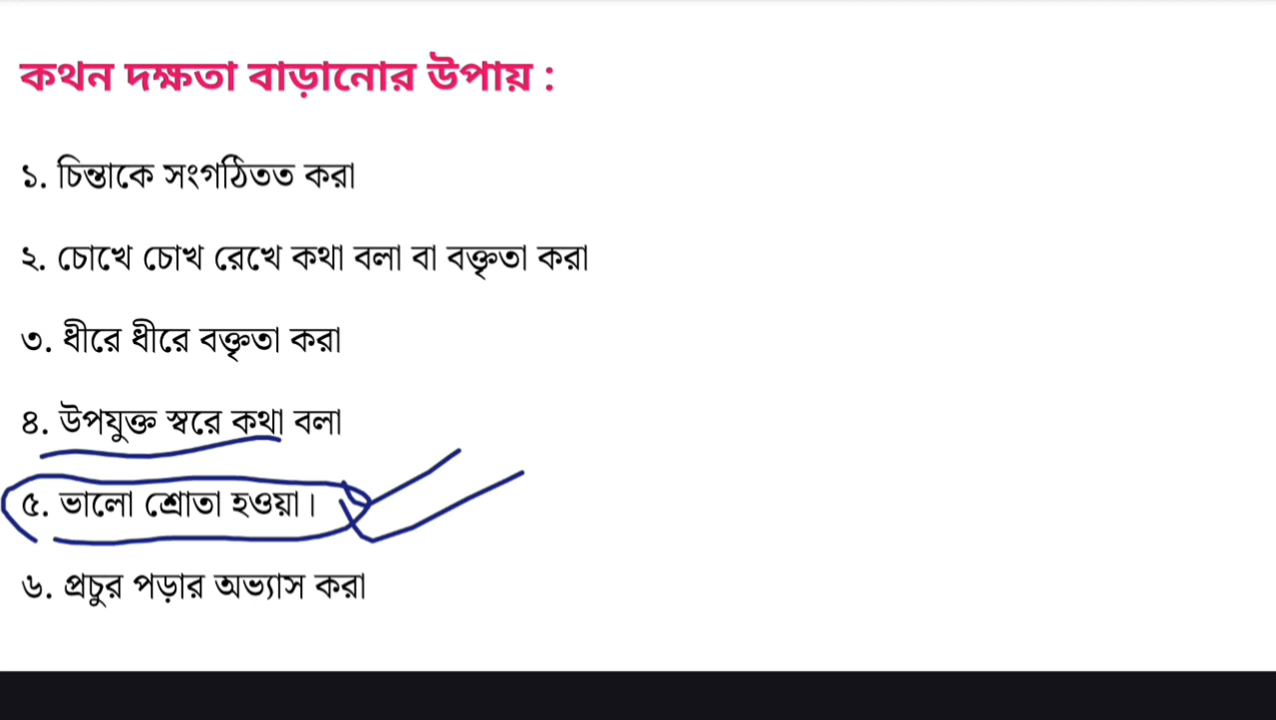 কথন দক্ষতা বাড়ানোর উপায় :
১. চিন্তাকে সংগঠিতত করা
২. চোখে চোখ রেখে কথা বলা বা বক্তৃতা করা
৩. ধীরে ধীরে বক্তৃতা করা
৪. উপযুক্ত স্বরে কথা বলা
৫. ভালো শ্রোতা হওয়া।
৬. প্রচুর পড়ার অভ্যাস করা